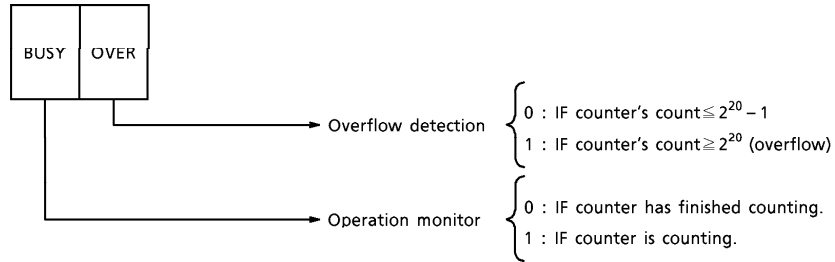 BUSY OVER
Overflow detection
0 : IF counter's count≦2²⁰ – 1
1 : IF counter's count≧2²⁰ (overflow)
Operation monitor
0 : IF counter has finished counting.
1 : IF counter is counting.